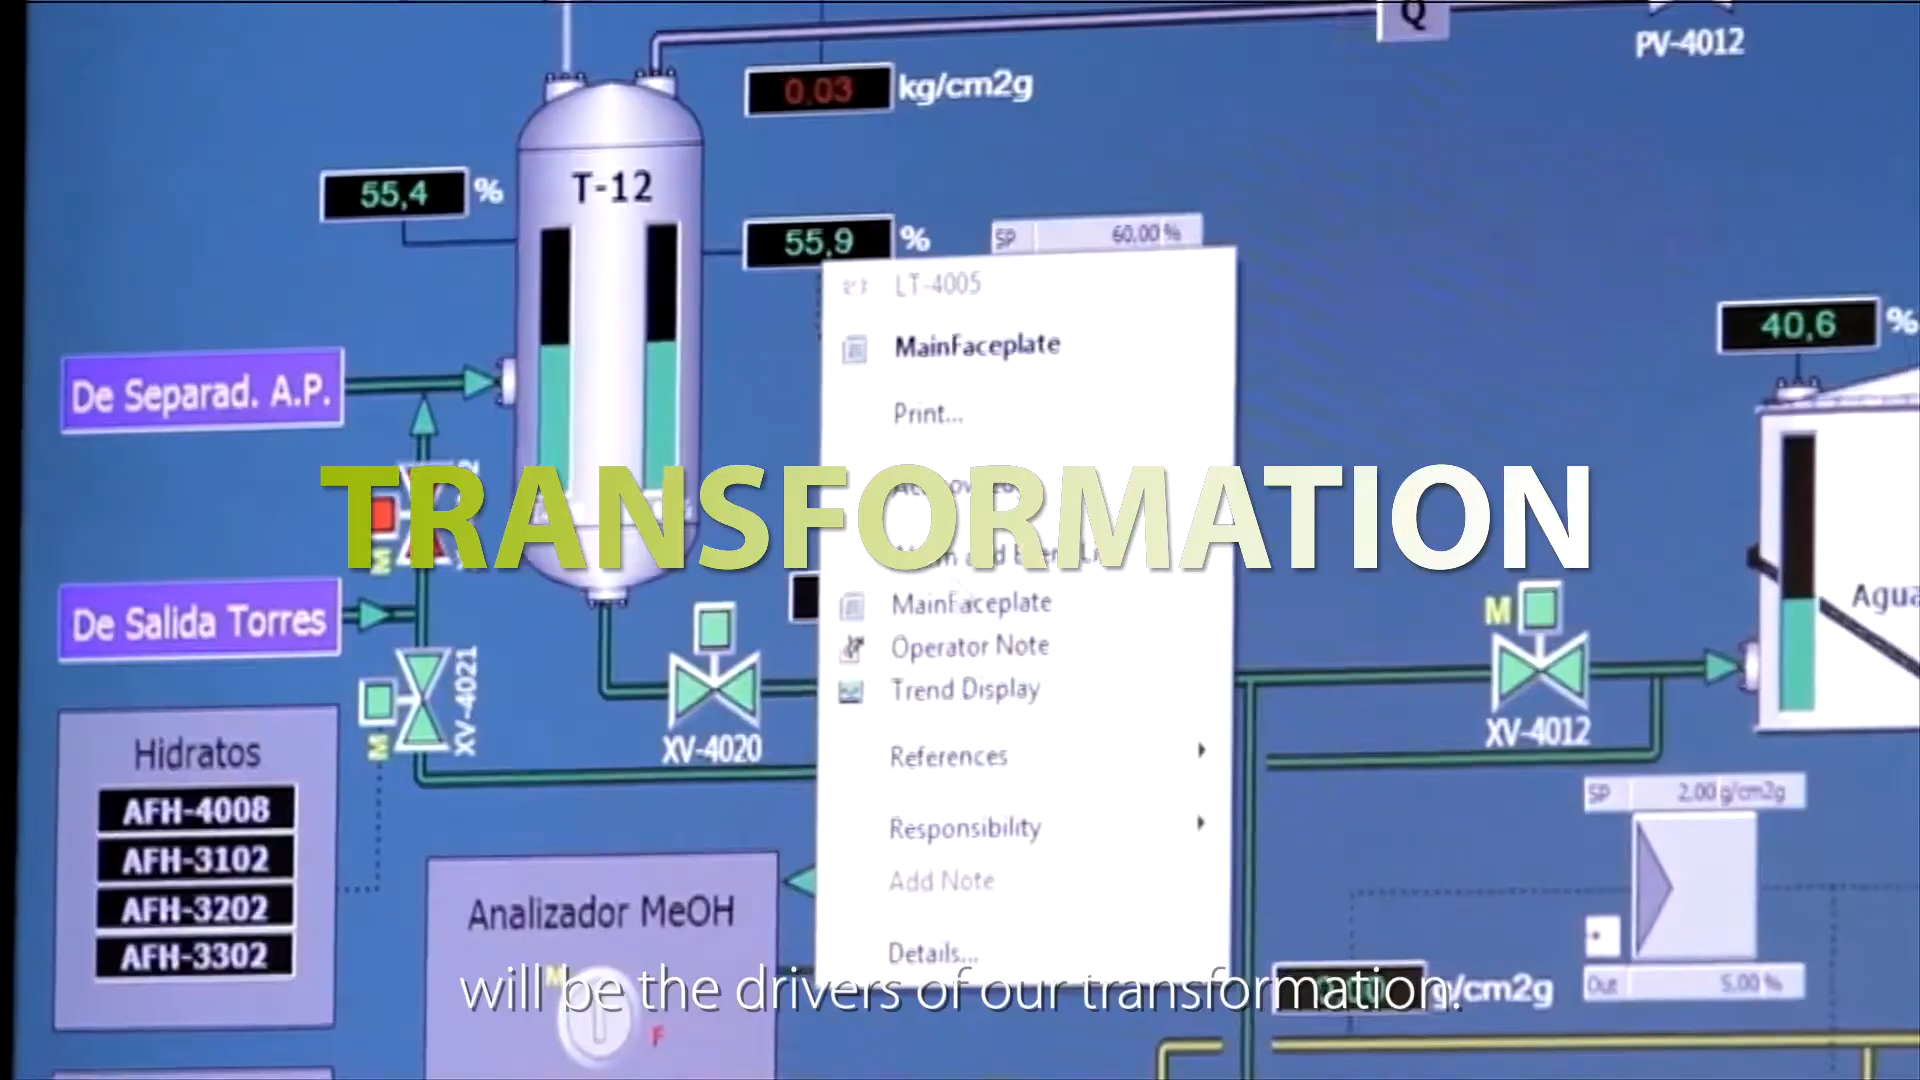 Q
PV-4012
0,03 kg/cm2g
55,4 %
T-12
55,9 %
SP 60,00 %
LT-4005
MainFaceplate
Print...
40,6 %
De Separad. A.P.
TRANSFORMATION
M
MainFaceplate
Operator Note
Trend Display
De Salida Torres
M
Agua
XV-4021
M
XV-4020
XV-4012
References
Hidratos
AFH-4008
AFH-3102
AFH-3202
AFH-3302
SP 2.00 g/cm2g
Responsibility
Add Note
Analizador MeOH
Details...
M
F
g/cm2g
Out 5.00 %
will be the drivers of our transformation.